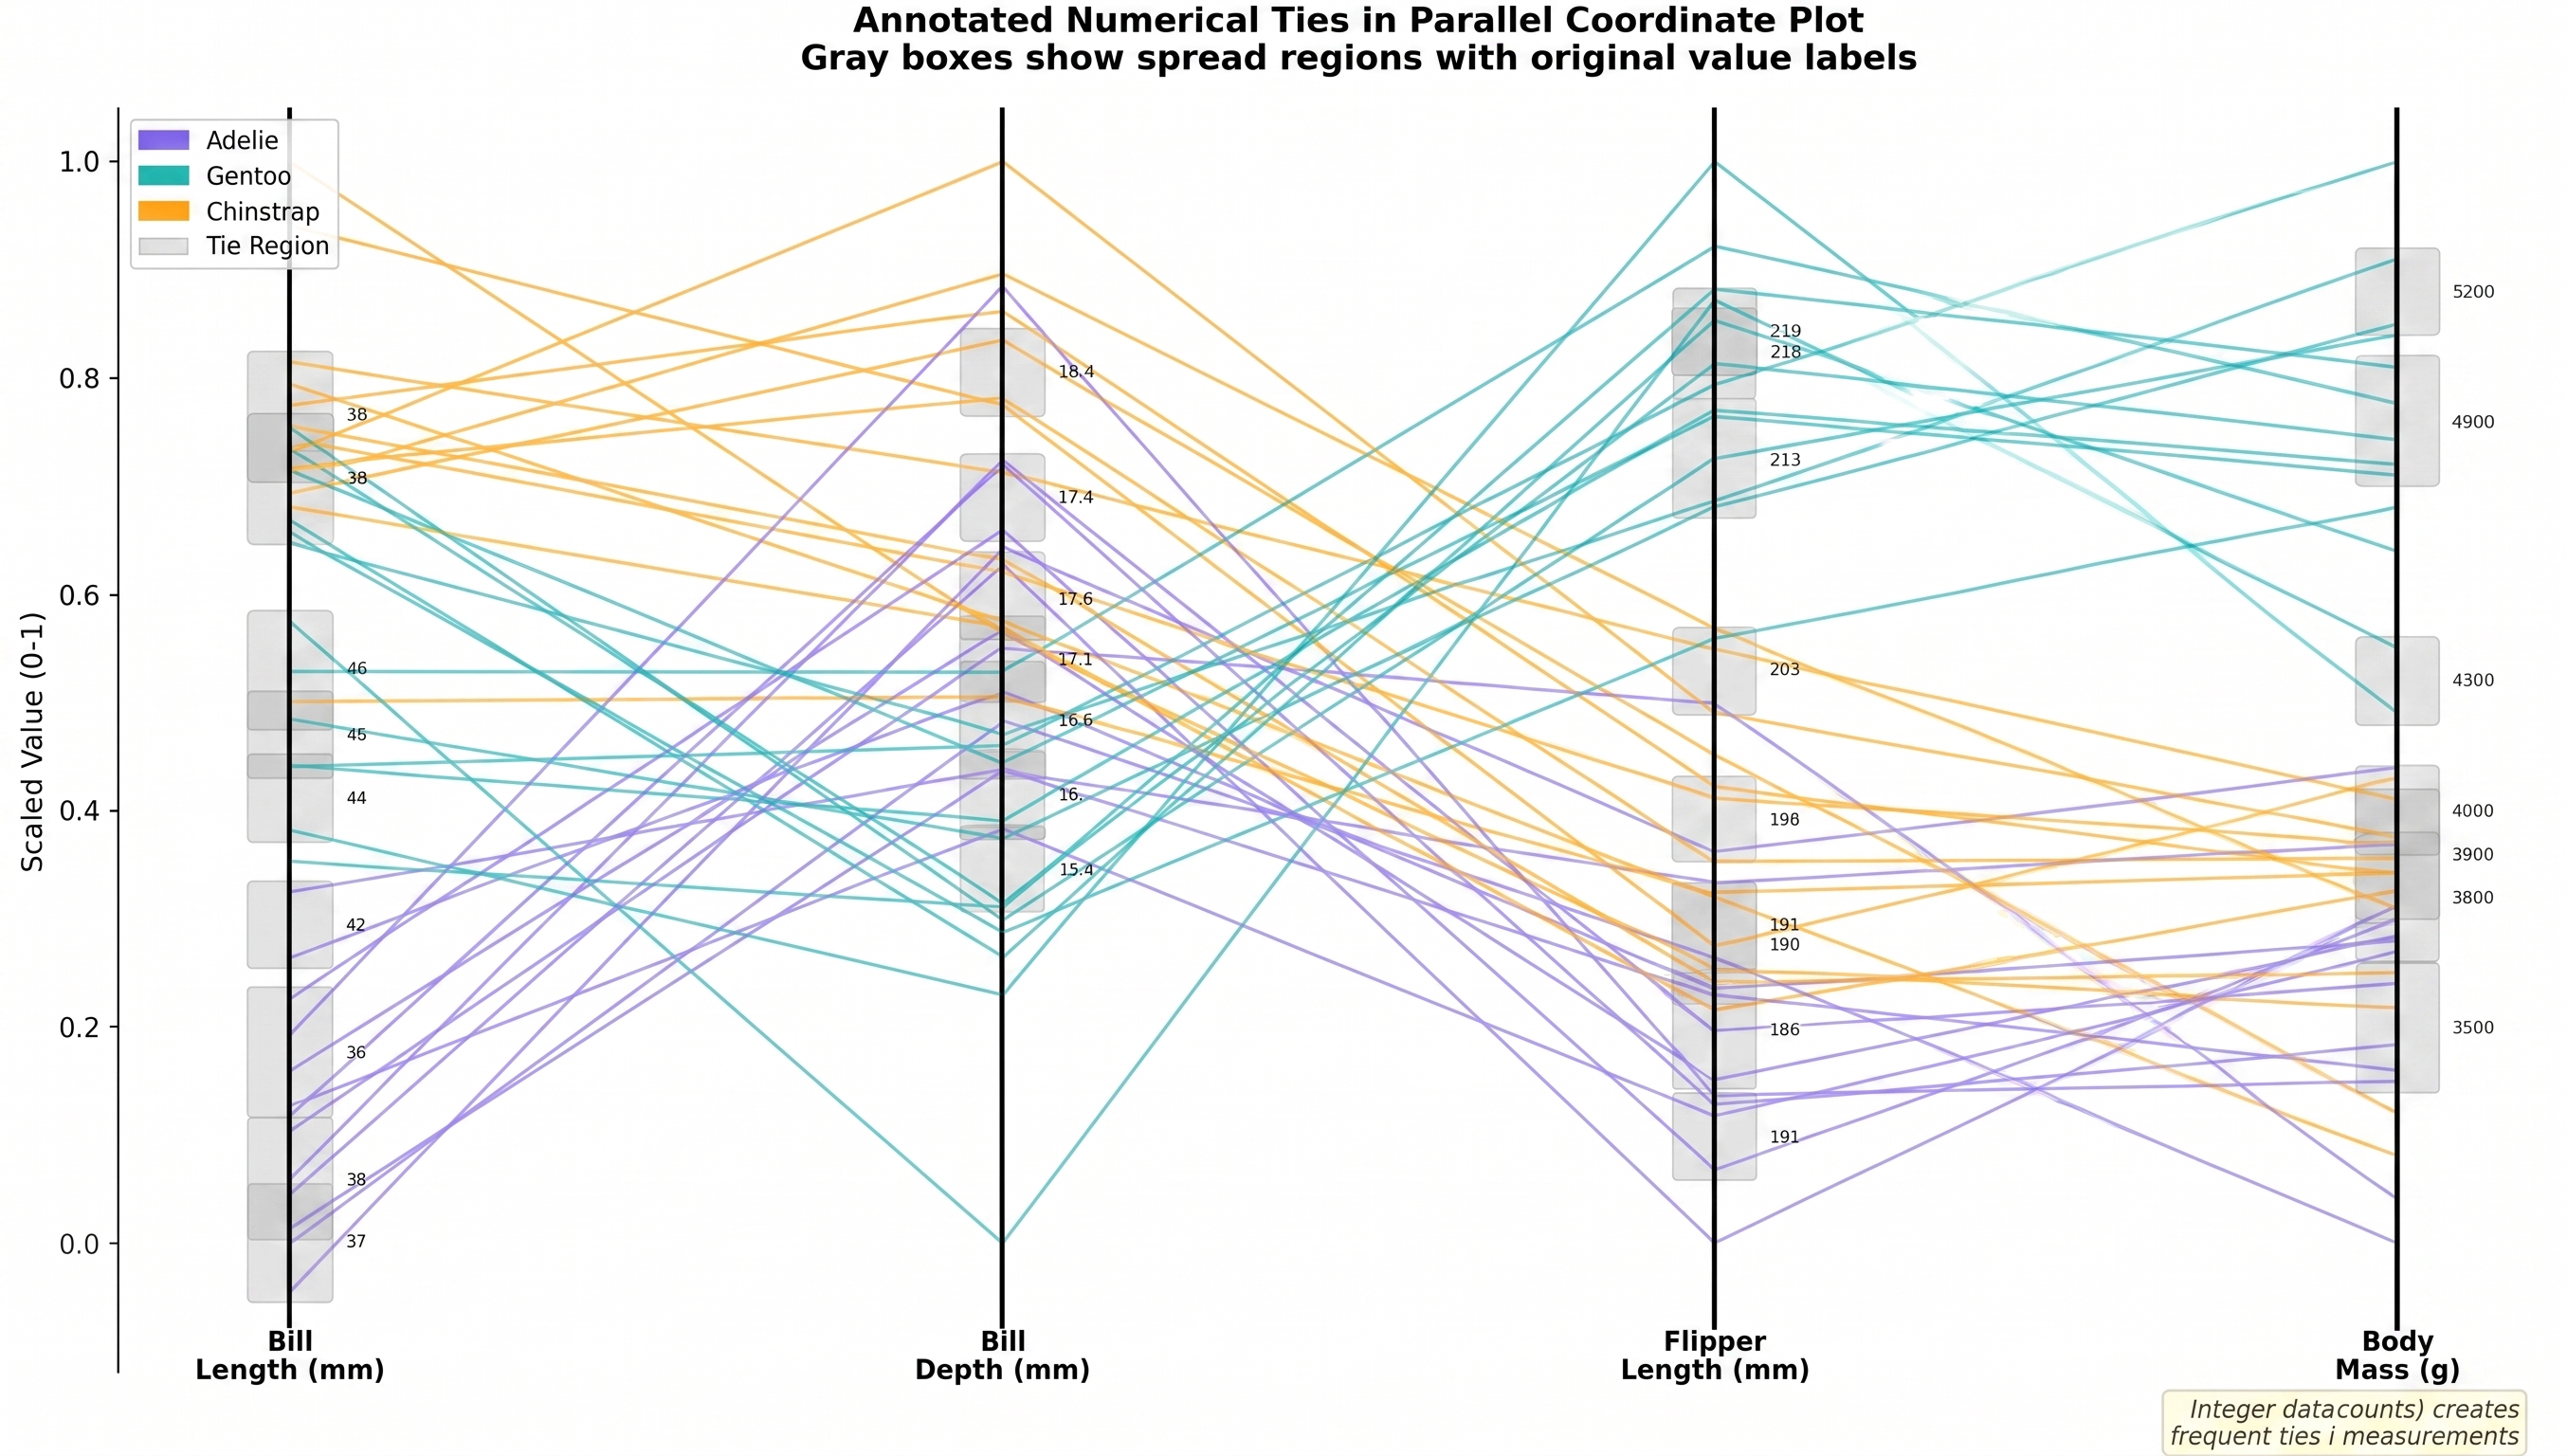 Annotated Numerical Ties in Parallel Coordinate Plot
Gray boxes show spread regions with original value labels
Adelie
Gentoo
Chinstrap
Tie Region
Scaled Value (0-1)
1.0
0.8
0.6
0.4
0.2
0.0
38
38
46
45
44
42
36
38
37
18.4
17.4
17.6
17.1
16.6
16.
15.4
219
218
213
203
198
191
190
186
191
5200
4900
4300
4000
3900
3800
3500
Bill
Length (mm)
Bill
Depth (mm)
Flipper
Length (mm)
Body
Mass (g)
Integer datacounts) creates
frequent ties i measurements